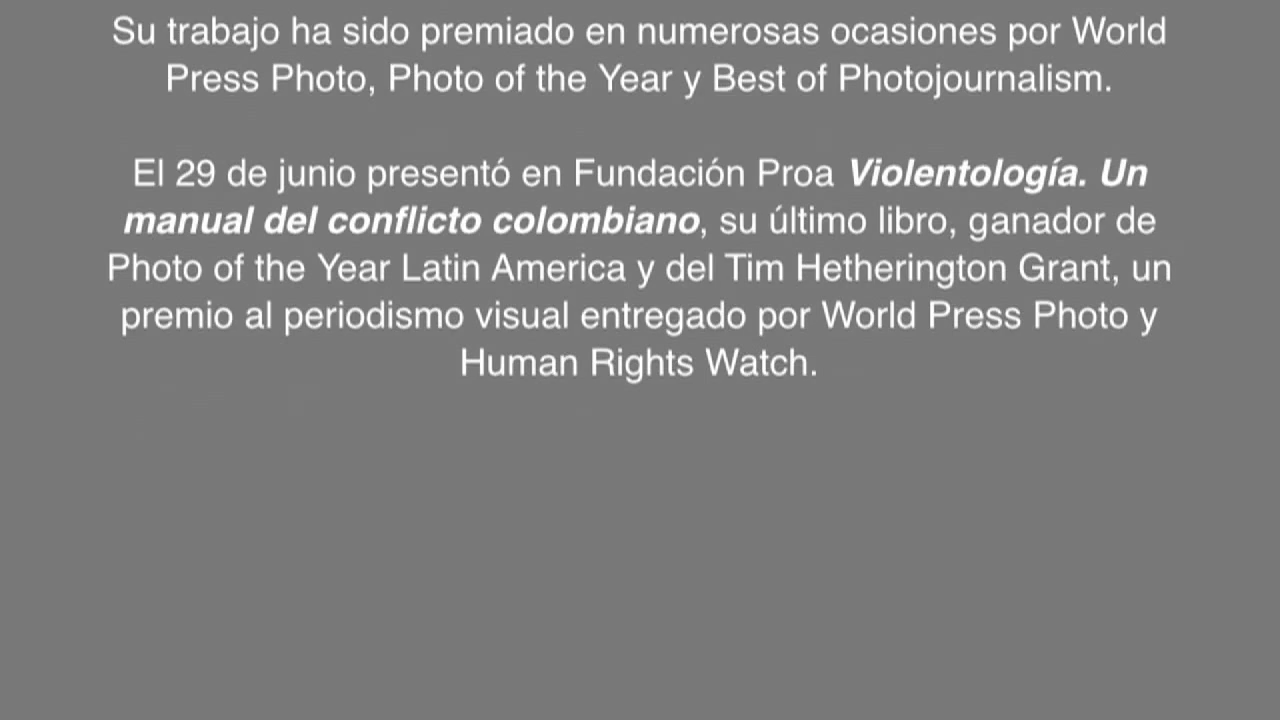 Su trabajo ha sido premiado en numerosas ocasiones por World
Press Photo, Photo of the Year y Best of Photojournalism.
El 29 de junio presentó en Fundación Proa Violentología. Un
manual del conflicto colombiano, su último libro, ganador de
Photo of the Year Latin America y del Tim Hetherington Grant, un
premio al periodismo visual entregado por World Press Photo y
Human Rights Watch.